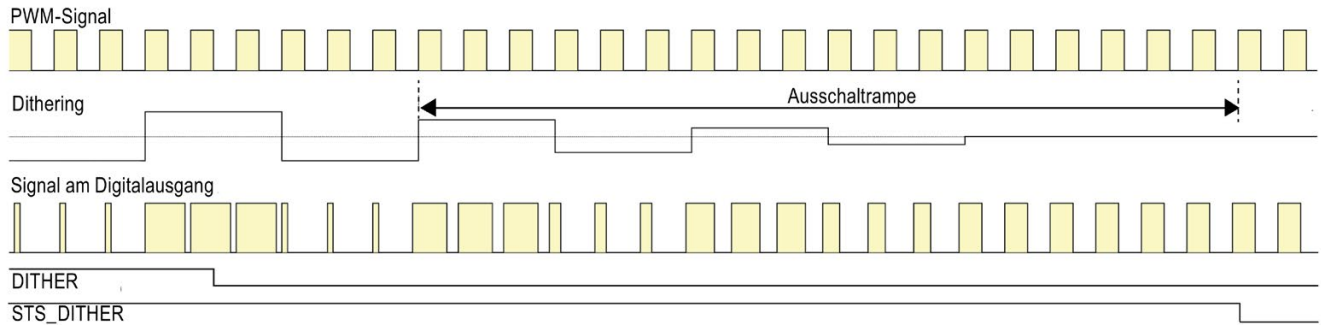 PWM-Signal
Dithering
Ausschaltrampe
Signal am Digitalausgang
DITHER
STS_DITHER